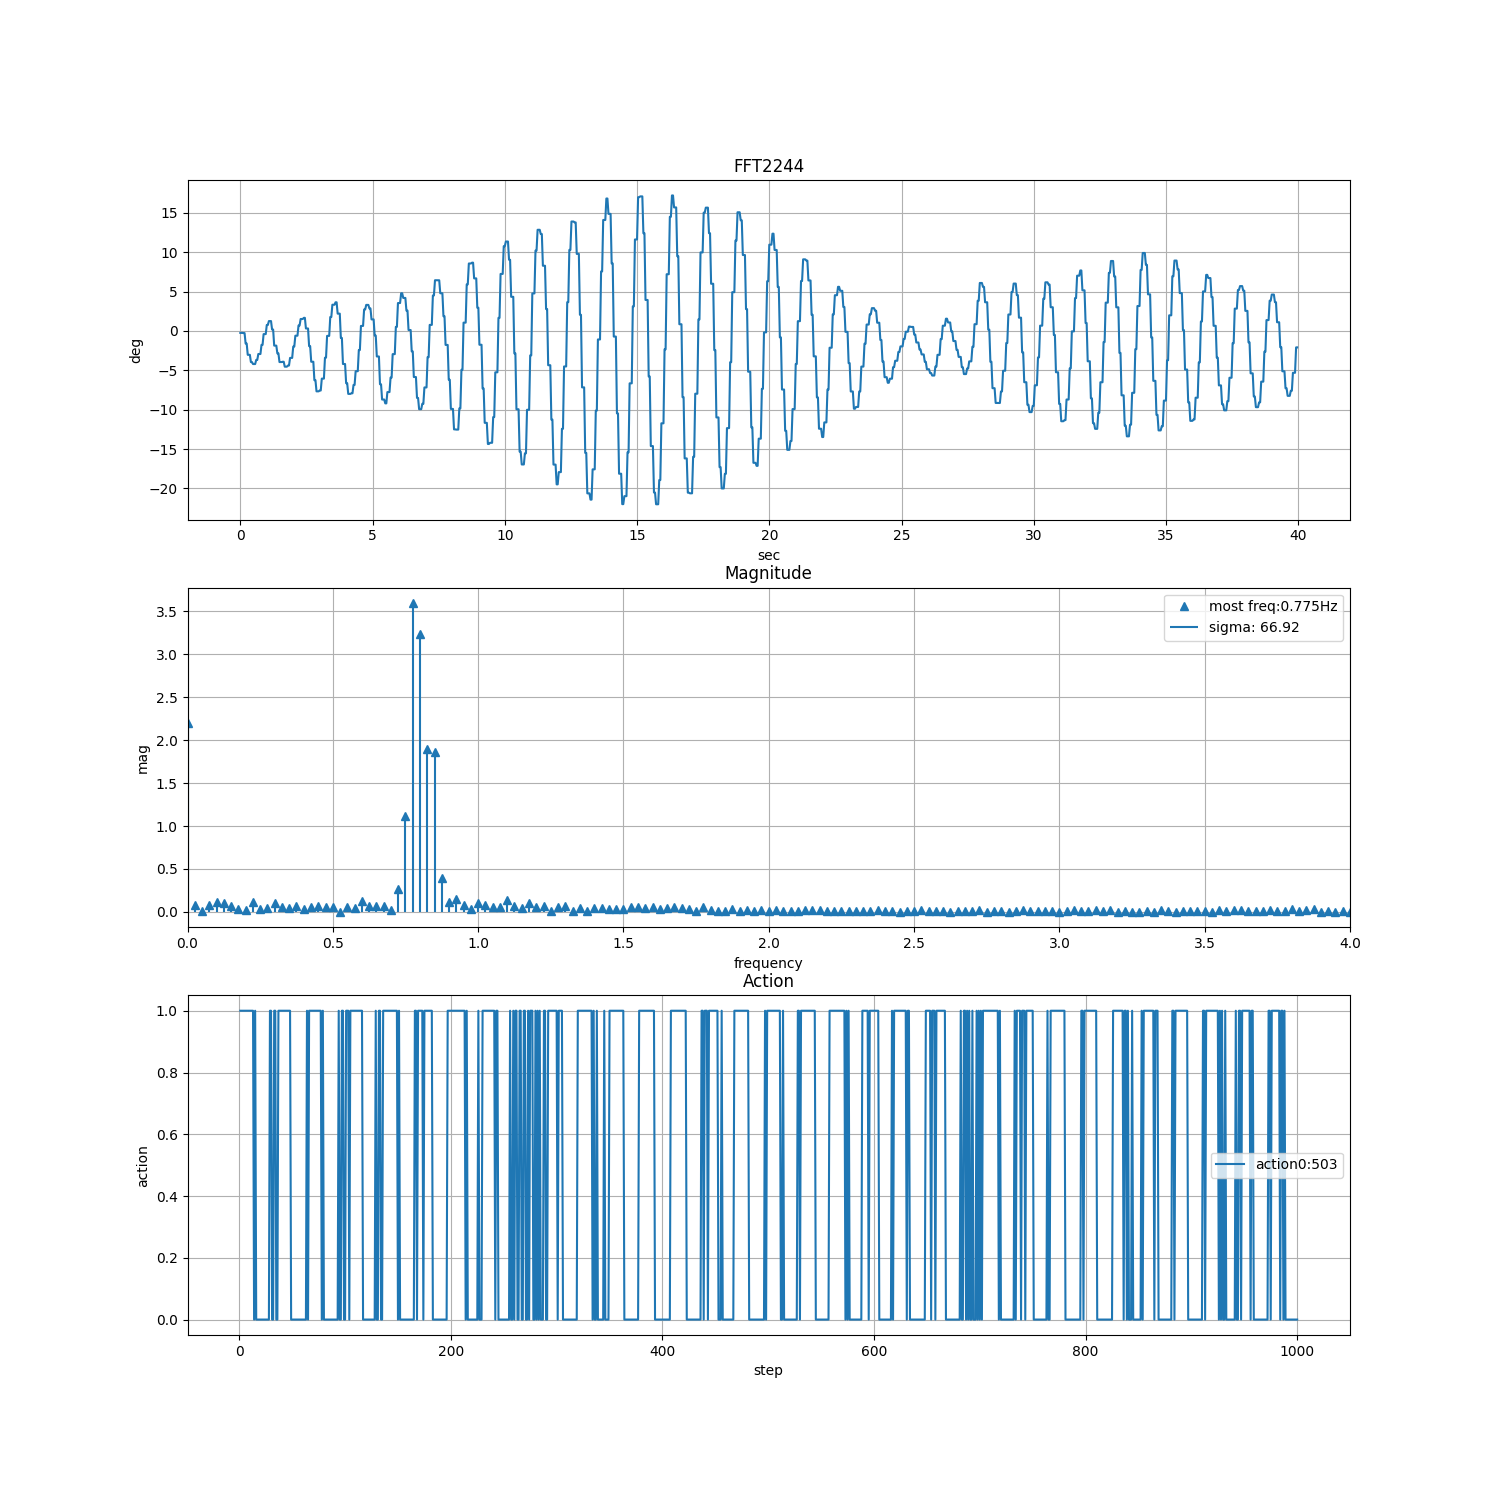 FFT2244
15
10
5
0
−5
−10
−15
−20
deg
0 5 10 15 20 25 30 35 40
sec
Magnitude
3.5
3.0
2.5
2.0
1.5
1.0
0.5
0.0
mag
most freq:0.775Hz
sigma: 66.92
0.0 0.5 1.0 1.5 2.0 2.5 3.0 3.5 4.0
frequency
Action
1.0
0.8
0.6
0.4
0.2
0.0
action
action0:503
0 200 400 600 800 1000
step